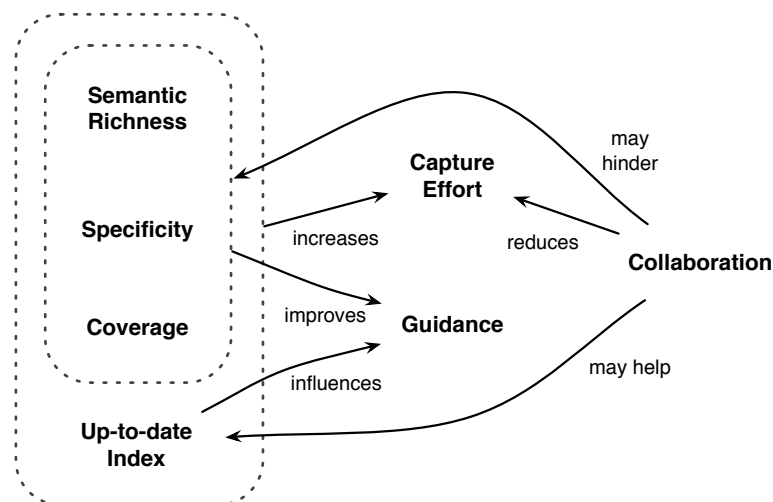 Semantic
Richness
Specificity
Coverage
Up-to-date
Index
Capture
Effort
increases
improves
Guidance
influences
may
hinder
reduces
Collaboration
may help